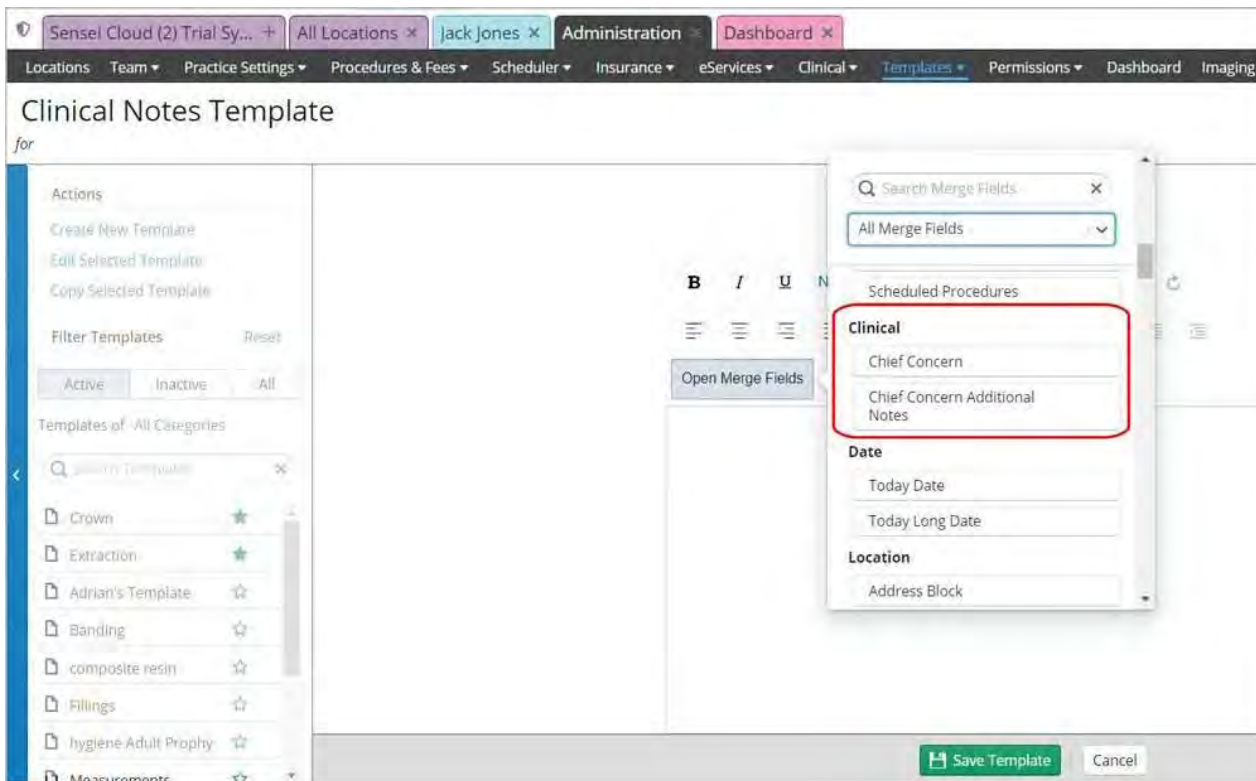 Sensei Cloud (2) Trial Sy... +
All Locations ×
Jack Jones ×
Administration ×
Dashboard ×
Locations Team Practice Settings Procedures & Fees Scheduler Insurance eServices Clinical Templates Permissions Dashboard Imaging
Clinical Notes Template
for
Actions
Create New Template
Edit Selected Template
Copy Selected Template
Filter Templates Reset
Active Inactive All
Templates of All Categories
Search Templates ×
Crown
Extraction
Adrian's Template
Banding
composite resin
Fillings
hygiene Adult Prophy
Measurements
B I U N
Open Merge Fields
Search Merge Fields ×
All Merge Fields
Scheduled Procedures
Clinical
Chief Concern
Chief Concern Additional
Notes
Date
Today Date
Today Long Date
Location
Address Block
Save Template Cancel